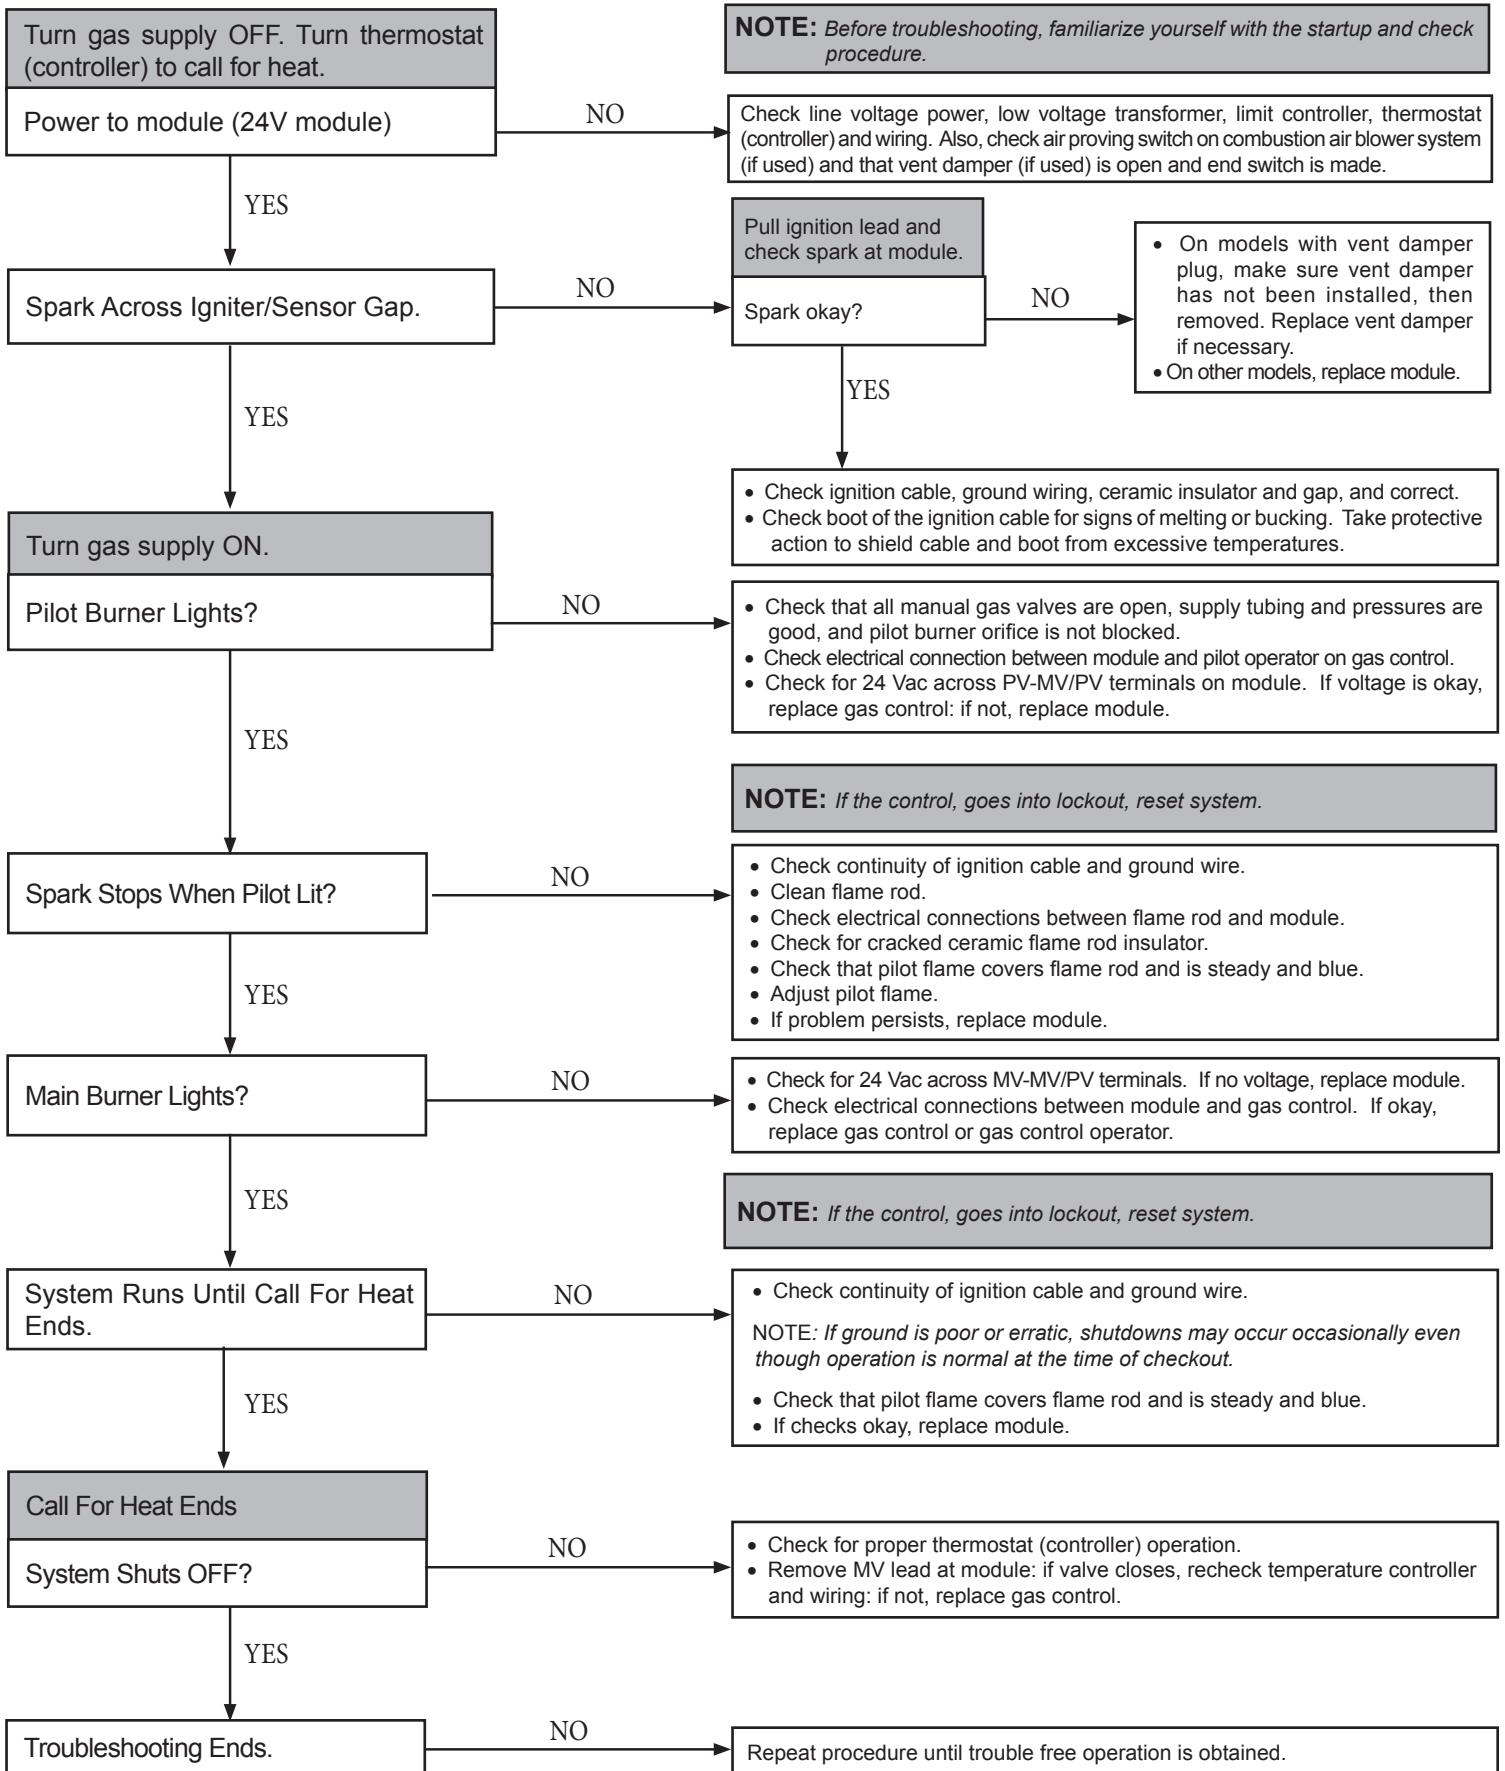 Turn gas supply OFF. Turn thermostat
(controller) to call for heat.
NOTE: Before troubleshooting, familiarize yourself with the startup and check
procedure.
Power to module (24V module)
NO
Check line voltage power, low voltage transformer, limit controller, thermostat
(controller) and wiring. Also, check air proving switch on combustion air blower system
(if used) and that vent damper (if used) is open and end switch is made.
YES
Spark Across Igniter/Sensor Gap.
NO
Pull ignition lead and
check spark at module.
Spark okay?
NO
• On models with vent damper
plug, make sure vent damper
has not been installed, then
removed. Replace vent damper
if necessary.
• On other models, replace module.
YES
• Check ignition cable, ground wiring, ceramic insulator and gap, and correct.
• Check boot of the ignition cable for signs of melting or bucking. Take protective
action to shield cable and boot from excessive temperatures.
YES
Turn gas supply ON.
Pilot Burner Lights?
NO
• Check that all manual gas valves are open, supply tubing and pressures are
good, and pilot burner orifice is not blocked.
• Check electrical connection between module and pilot operator on gas control.
• Check for 24 Vac across PV-MV/PV terminals on module. If voltage is okay,
replace gas control: if not, replace module.
YES
NOTE: If the control, goes into lockout, reset system.
Spark Stops When Pilot Lit?
NO
• Check continuity of ignition cable and ground wire.
• Clean flame rod.
• Check electrical connections between flame rod and module.
• Check for cracked ceramic flame rod insulator.
• Check that pilot flame covers flame rod and is steady and blue.
• Adjust pilot flame.
• If problem persists, replace module.
YES
Main Burner Lights?
NO
• Check for 24 Vac across MV-MV/PV terminals. If no voltage, replace module.
• Check electrical connections between module and gas control. If okay,
replace gas control or gas control operator.
YES
NOTE: If the control, goes into lockout, reset system.
System Runs Until Call For Heat
Ends.
NO
• Check continuity of ignition cable and ground wire.
NOTE: If ground is poor or erratic, shutdowns may occur occasionally even
though operation is normal at the time of checkout.
• Check that pilot flame covers flame rod and is steady and blue.
• If checks okay, replace module.
YES
Call For Heat Ends
System Shuts OFF?
NO
• Check for proper thermostat (controller) operation.
• Remove MV lead at module: if valve closes, recheck temperature controller
and wiring: if not, replace gas control.
YES
Troubleshooting Ends.
NO
Repeat procedure until trouble free operation is obtained.